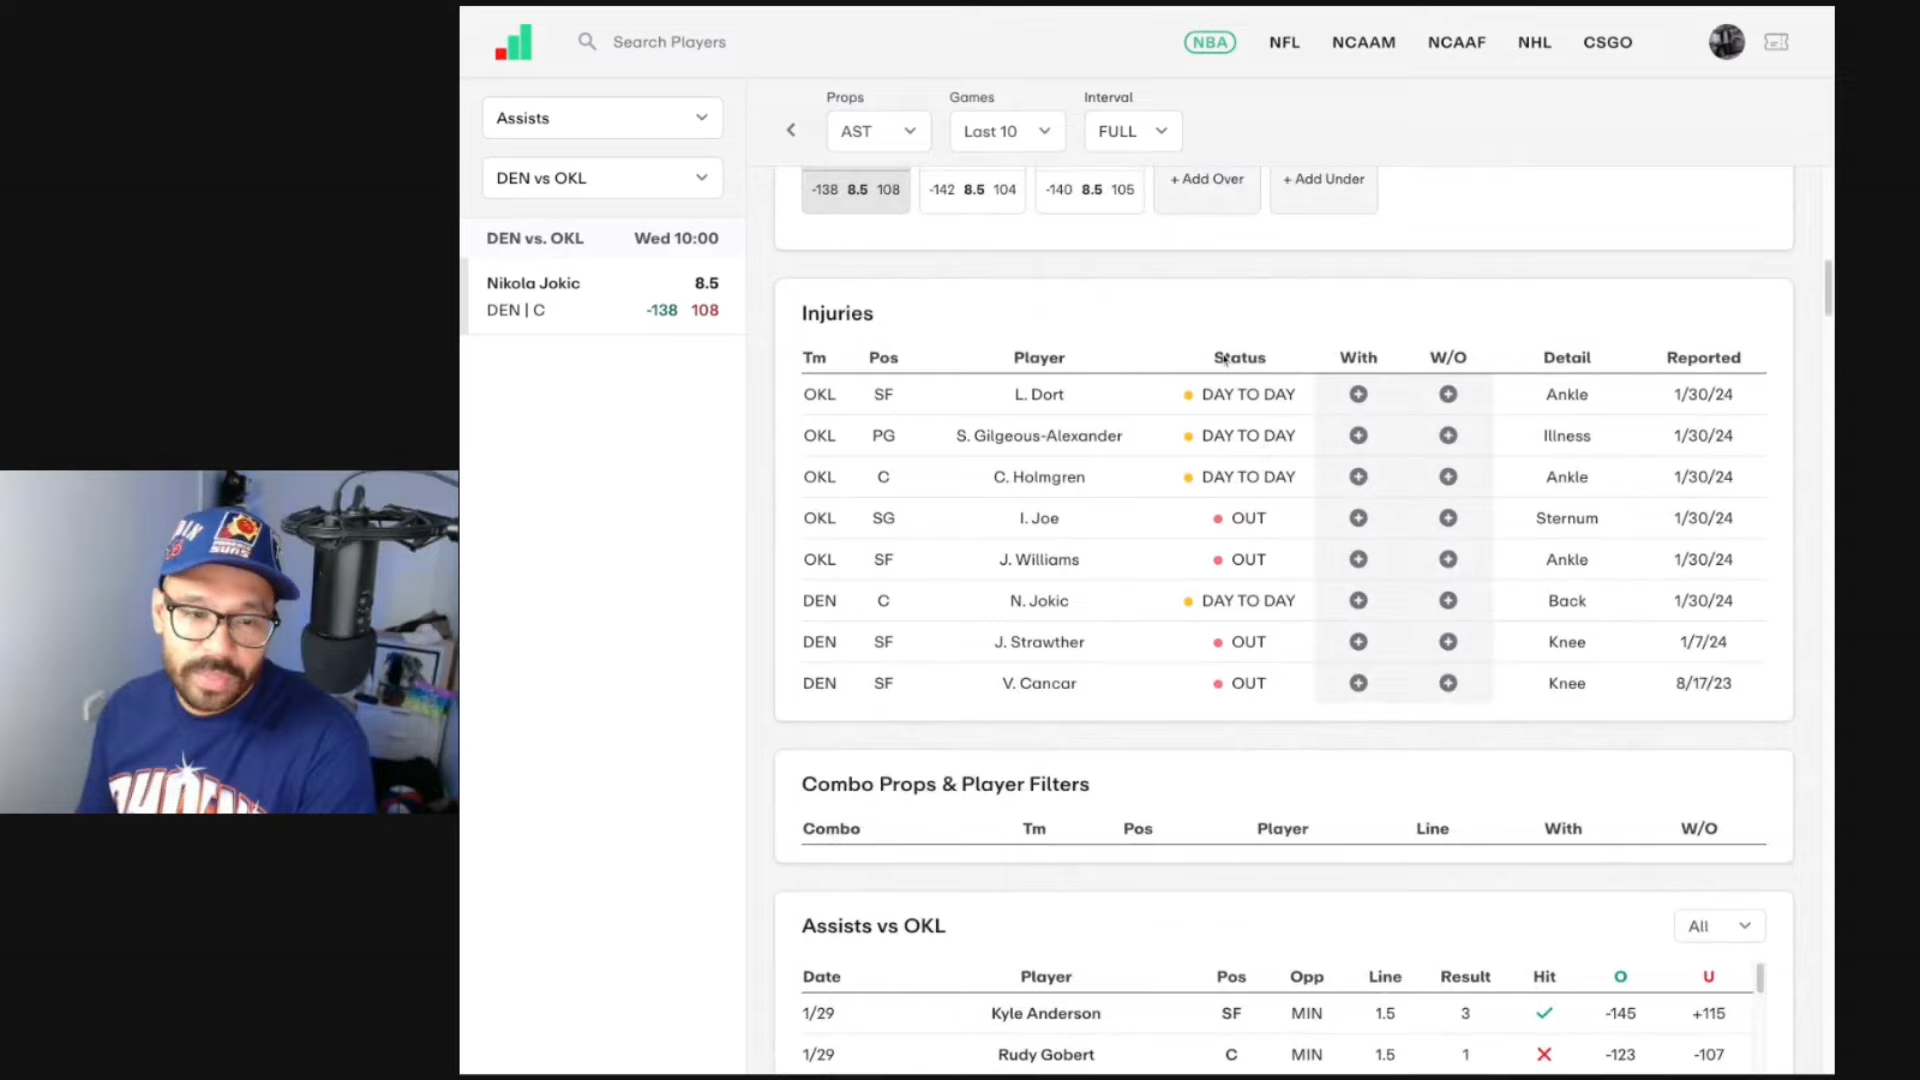 Search Players
NBA NFL NCAAM NCAAF NHL CSGO
Assists
DEN vs OKL
DEN vs. OKL Wed 10:00
Nikola Jokic 8.5
DEN | C -138 108
Props Games Interval
AST Last 10 FULL
-138 8.5 108 -142 8.5 104 -140 8.5 105 + Add Over + Add Under
Injuries
Tm Pos Player Status With W/O Detail Reported
OKL SF L. Dort DAY TO DAY Ankle 1/30/24
OKL PG S. Gilgeous-Alexander DAY TO DAY Illness 1/30/24
OKL C C. Holmgren DAY TO DAY Ankle 1/30/24
OKL SG I. Joe OUT Sternum 1/30/24
OKL SF J. Williams OUT Ankle 1/30/24
DEN C N. Jokic DAY TO DAY Back 1/30/24
DEN SF J. Strawther OUT Knee 1/7/24
DEN SF V. Cancar OUT Knee 8/17/23
Combo Props & Player Filters
Combo Tm Pos Player Line With W/O
Assists vs OKL All
Date Player Pos Opp Line Result Hit O U
1/29 Kyle Anderson SF MIN 1.5 3 -145 +115
1/29 Rudy Gobert C MIN 1.5 1 -123 -107
SUNS